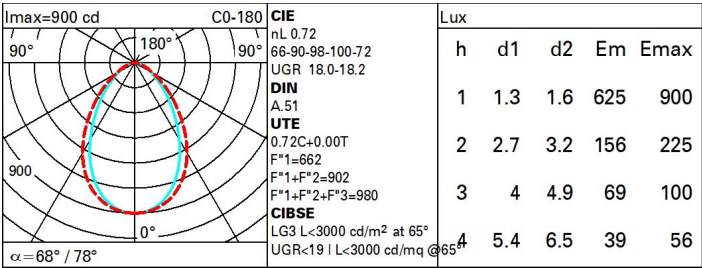 Imax=900 cd C0-180
90° 180° 90°
900
0°
α=68° / 78°
CIE
nL 0.72
66-90-98-100-72
UGR 18.0-18.2
DIN
A.51
UTE
0.72C+0.00T
F"1=662
F"1+F"2=902
F"1+F"2+F"3=980
CIBSE
LG3 L<3000 cd/m² at 65°
UGR<19 | L<3000 cd/mq @65°
Lux
h d1 d2 Em Emax
1 1.3 1.6 625 900
2 2.7 3.2 156 225
3 4 4.9 69 100
4 5.4 6.5 39 56